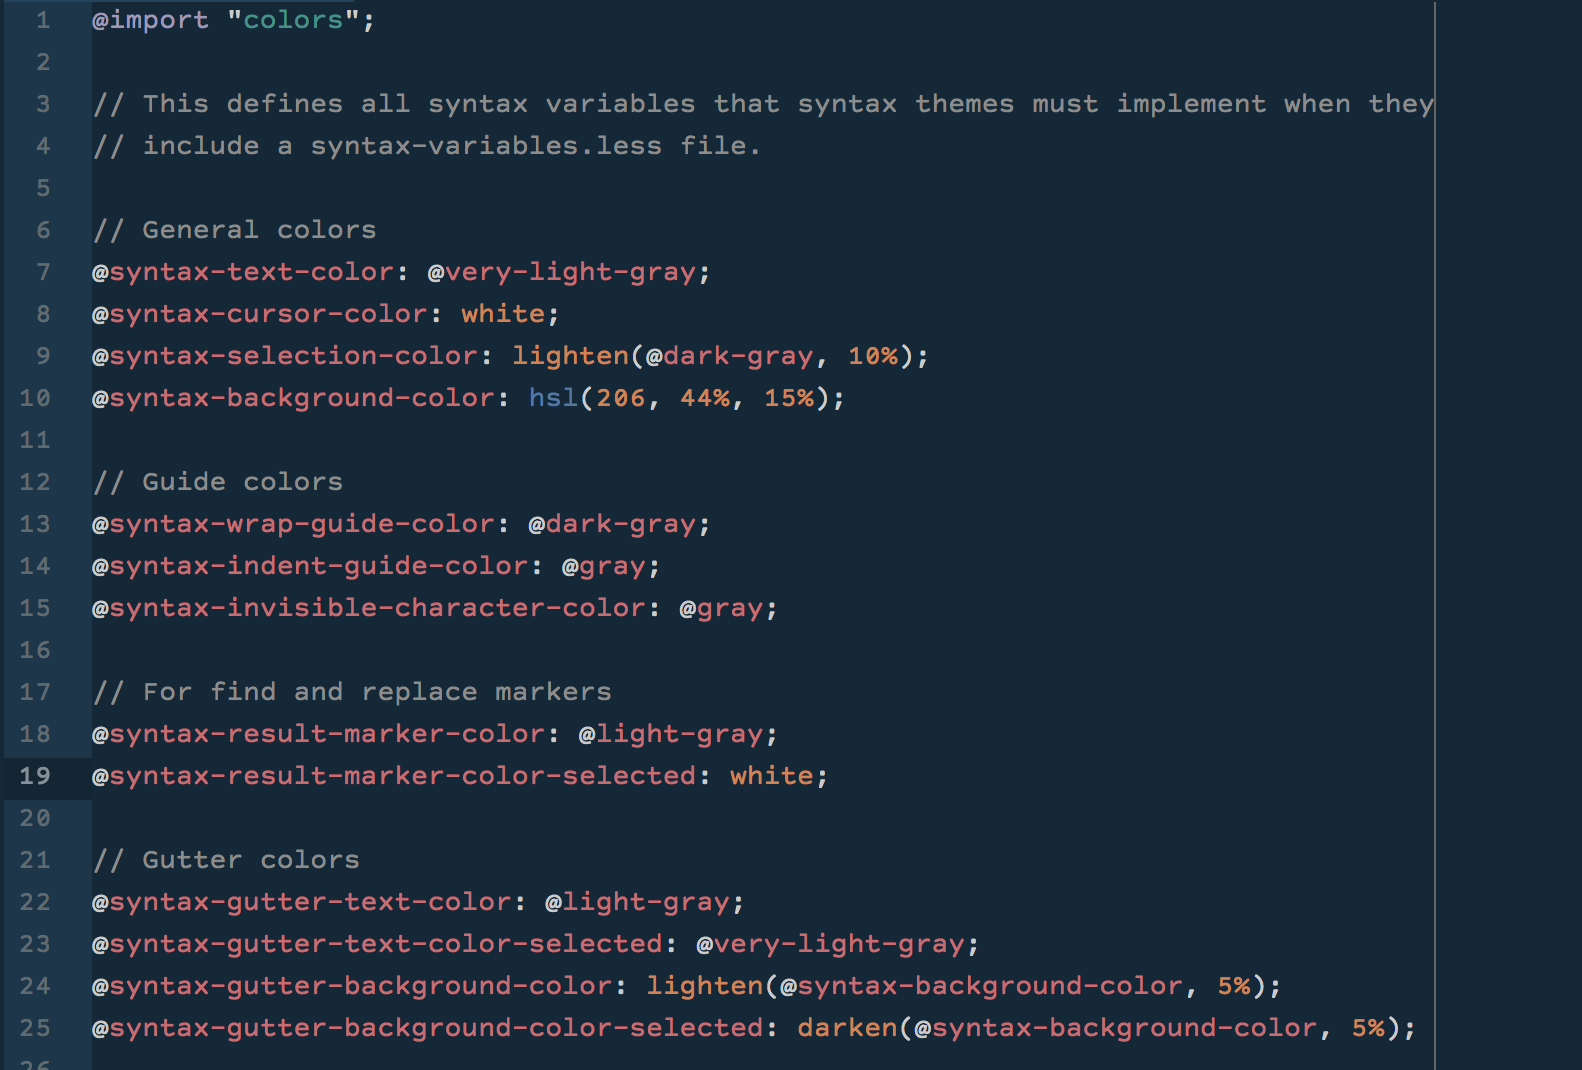 1 @import "colors";
2
3 // This defines all syntax variables that syntax themes must implement when they
4 // include a syntax-variables.less file.
5
6 // General colors
7 @syntax-text-color: @very-light-gray;
8 @syntax-cursor-color: white;
9 @syntax-selection-color: lighten(@dark-gray, 10%);
10 @syntax-background-color: hsl(206, 44%, 15%);
11
12 // Guide colors
13 @syntax-wrap-guide-color: @dark-gray;
14 @syntax-indent-guide-color: @gray;
15 @syntax-invisible-character-color: @gray;
16
17 // For find and replace markers
18 @syntax-result-marker-color: @light-gray;
19 @syntax-result-marker-color-selected: white;
20
21 // Gutter colors
22 @syntax-gutter-text-color: @light-gray;
23 @syntax-gutter-text-color-selected: @very-light-gray;
24 @syntax-gutter-background-color: lighten(@syntax-background-color, 5%);
25 @syntax-gutter-background-color-selected: darken(@syntax-background-color, 5%);
26